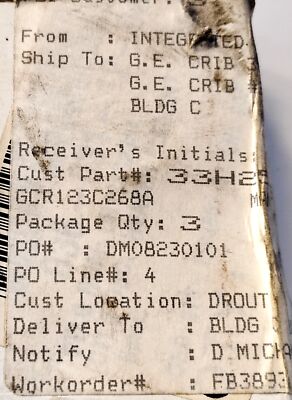 Customer:
From : INTEGRATED
Ship To: G.E. CRIB
G.E. CRIB
BLDG C
Receiver's Initials:
Cust Part#: 33H2
GCR123C268A
Package Qty: 3
PO# : DM08230101
PO Line#: 4
Cust Location: DROUT
Deliver To : BLDG
Notify : D MICHA
Workorder# : FB3893